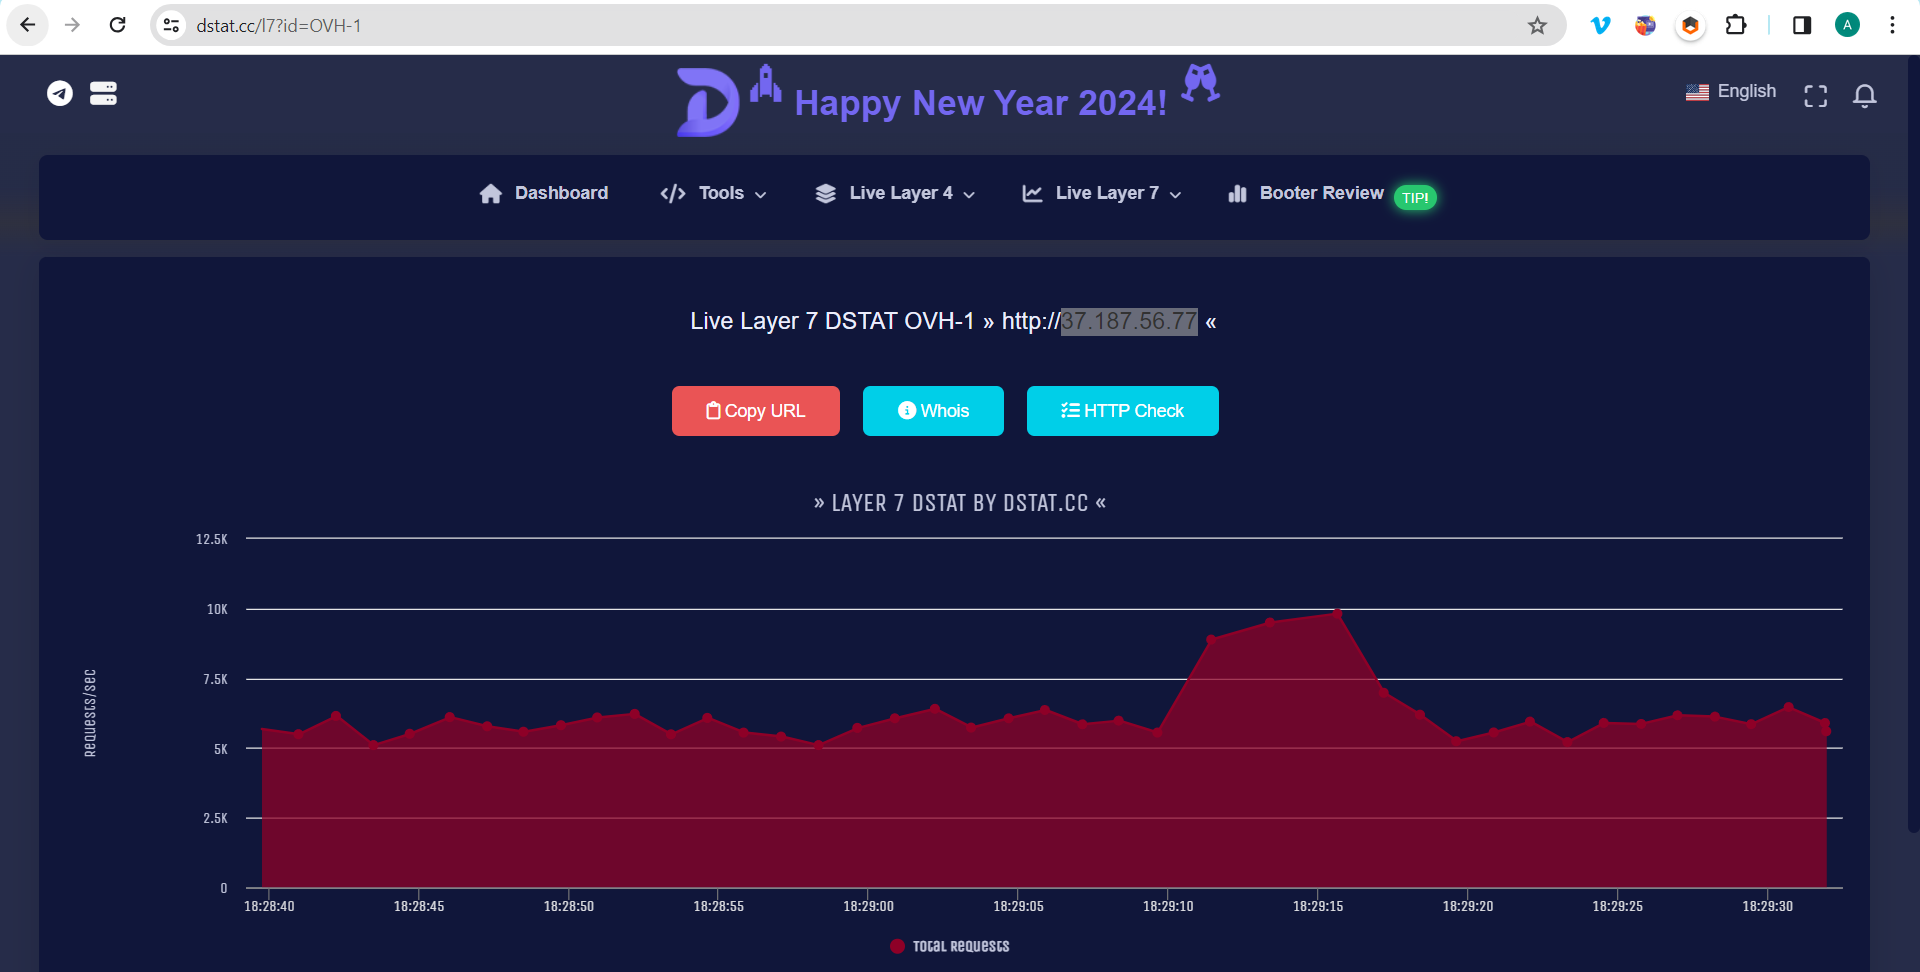 dstat.cc/l7?id=OVH-1
A
Happy New Year 2024!
English
Dashboard
Tools
Live Layer 4
Live Layer 7
Booter Review
TIP!
Live Layer 7 DSTAT OVH-1 » http://37.187.56.77 «
Copy URL
Whois
HTTP Check
» LAYER 7 DSTAT BY DSTAT.CC «
Requests/sec
12.5K
10K
7.5K
5K
2.5K
0
18:28:40
18:28:45
18:28:50
18:28:55
18:29:00
18:29:05
18:29:10
18:29:15
18:29:20
18:29:25
18:29:30
Total Requests